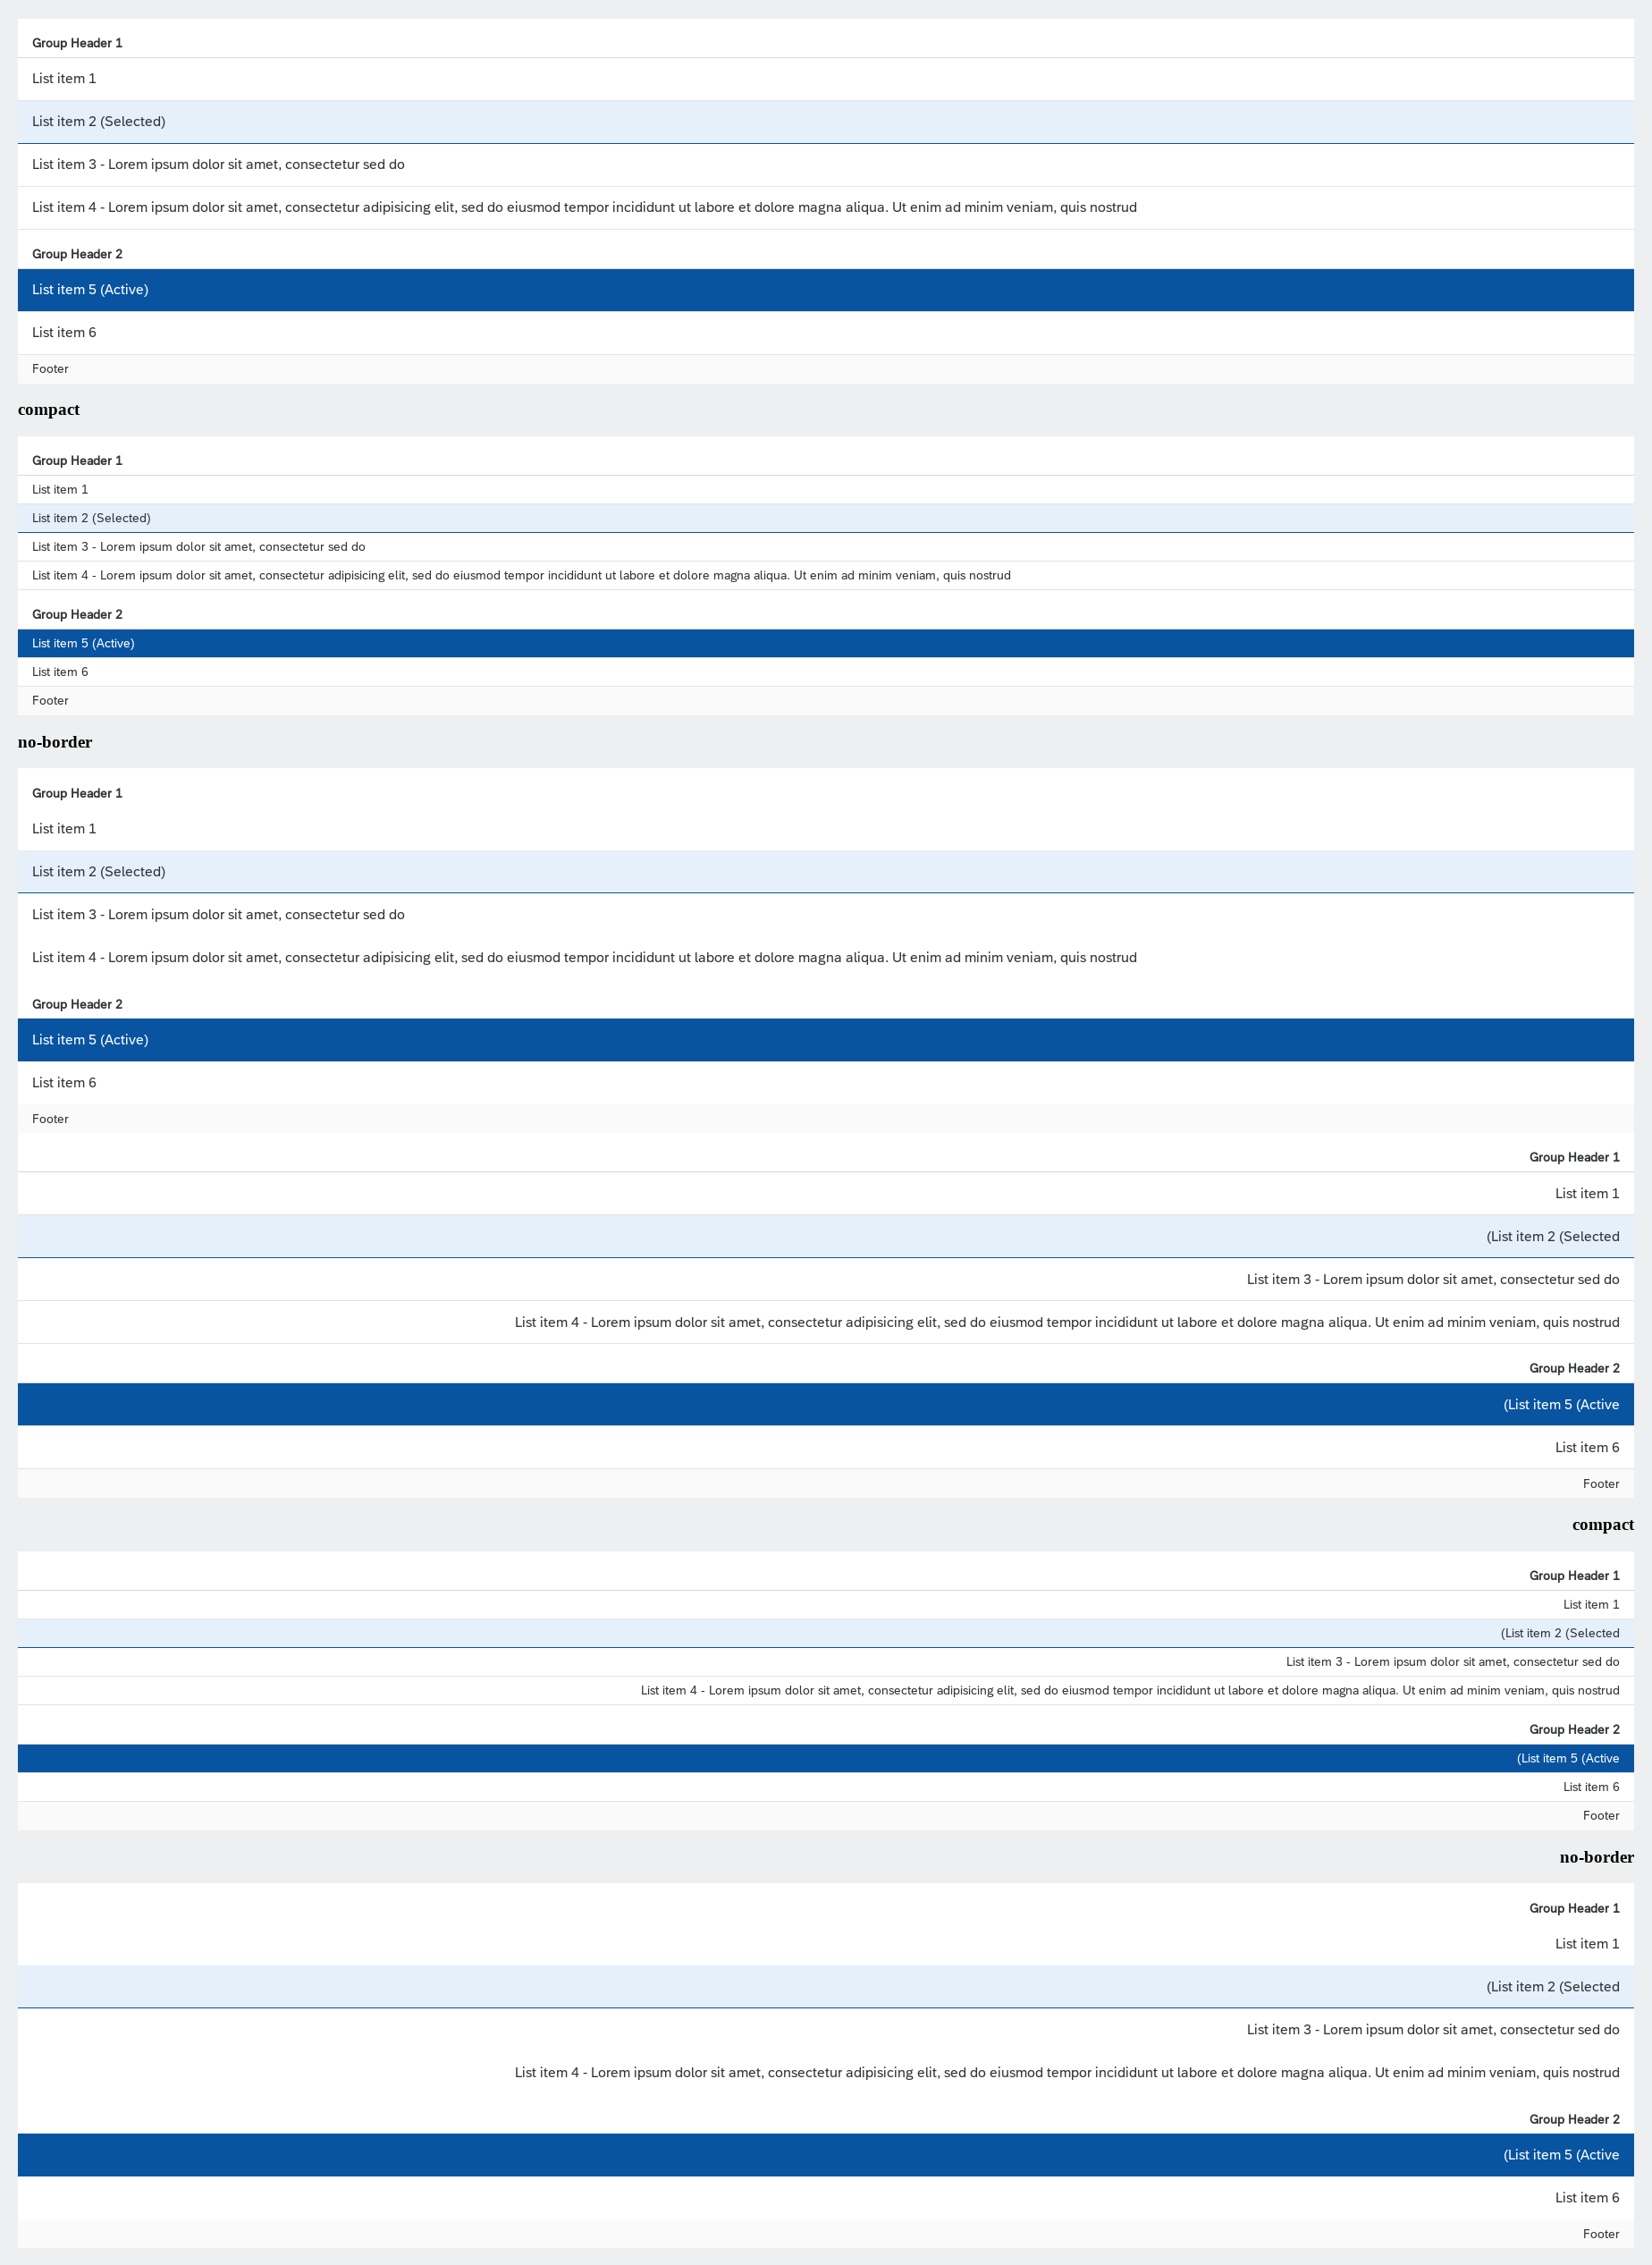 Group Header 1
List item 1
List item 2 (Selected)
List item 3 - Lorem ipsum dolor sit amet, consectetur sed do
List item 4 - Lorem ipsum dolor sit amet, consectetur adipisicing elit, sed do eiusmod tempor incididunt ut labore et dolore magna aliqua. Ut enim ad minim veniam, quis nostrud
Group Header 2
List item 5 (Active)
List item 6
Footer
compact
Group Header 1
List item 1
List item 2 (Selected)
List item 3 - Lorem ipsum dolor sit amet, consectetur sed do
List item 4 - Lorem ipsum dolor sit amet, consectetur adipisicing elit, sed do eiusmod tempor incididunt ut labore et dolore magna aliqua. Ut enim ad minim veniam, quis nostrud
Group Header 2
List item 5 (Active)
List item 6
Footer
no-border
Group Header 1
List item 1
List item 2 (Selected)
List item 3 - Lorem ipsum dolor sit amet, consectetur sed do
List item 4 - Lorem ipsum dolor sit amet, consectetur adipisicing elit, sed do eiusmod tempor incididunt ut labore et dolore magna aliqua. Ut enim ad minim veniam, quis nostrud
Group Header 2
List item 5 (Active)
List item 6
Footer
Group Header 1
List item 1
(List item 2 (Selected
List item 3 - Lorem ipsum dolor sit amet, consectetur sed do
List item 4 - Lorem ipsum dolor sit amet, consectetur adipisicing elit, sed do eiusmod tempor incididunt ut labore et dolore magna aliqua. Ut enim ad minim veniam, quis nostrud
Group Header 2
(List item 5 (Active
List item 6
Footer
compact
Group Header 1
List item 1
(List item 2 (Selected
List item 3 - Lorem ipsum dolor sit amet, consectetur sed do
List item 4 - Lorem ipsum dolor sit amet, consectetur adipisicing elit, sed do eiusmod tempor incididunt ut labore et dolore magna aliqua. Ut enim ad minim veniam, quis nostrud
Group Header 2
(List item 5 (Active
List item 6
Footer
no-border
Group Header 1
List item 1
(List item 2 (Selected
List item 3 - Lorem ipsum dolor sit amet, consectetur sed do
List item 4 - Lorem ipsum dolor sit amet, consectetur adipisicing elit, sed do eiusmod tempor incididunt ut labore et dolore magna aliqua. Ut enim ad minim veniam, quis nostrud
Group Header 2
(List item 5 (Active
List item 6
Footer